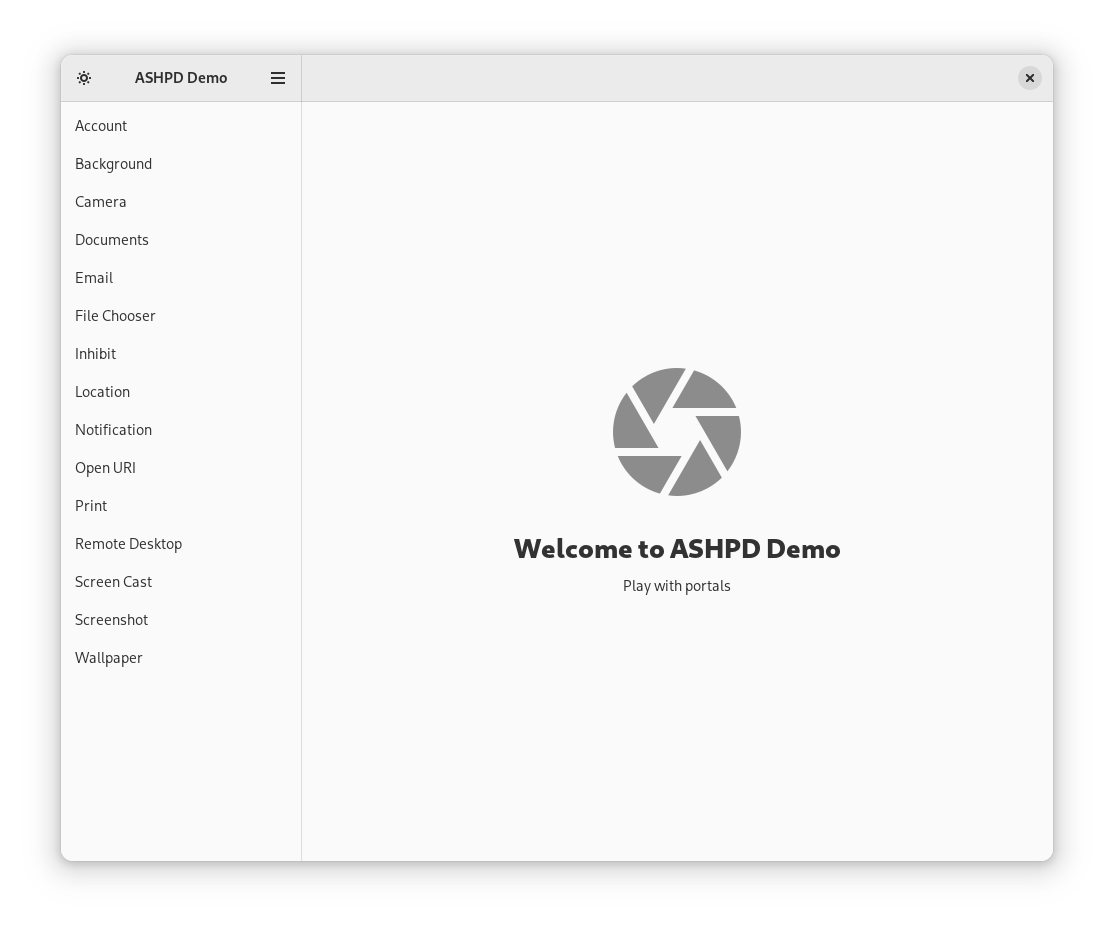 ASHPD Demo
Account
Background
Camera
Documents
Email
File Chooser
Inhibit
Location
Notification
Open URI
Print
Remote Desktop
Screen Cast
Screenshot
Wallpaper
Welcome to ASHPD Demo
Play with portals